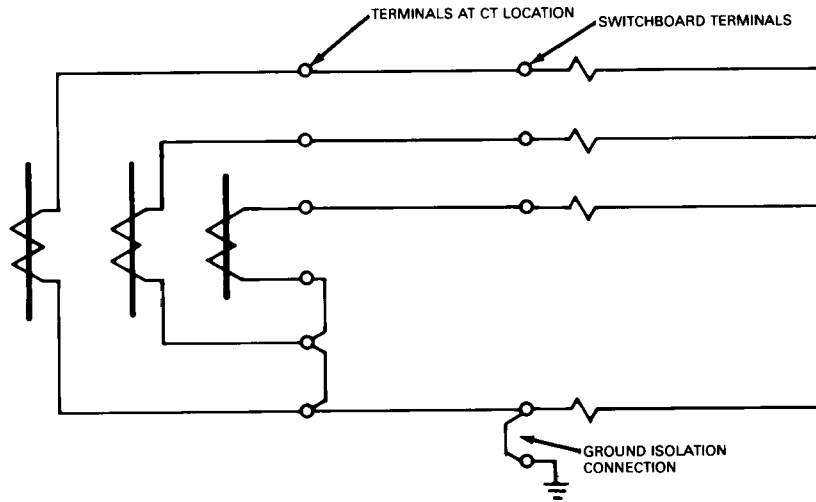 TERMINALS AT CT LOCATION
SWITCHBOARD TERMINALS
GROUND ISOLATION
CONNECTION